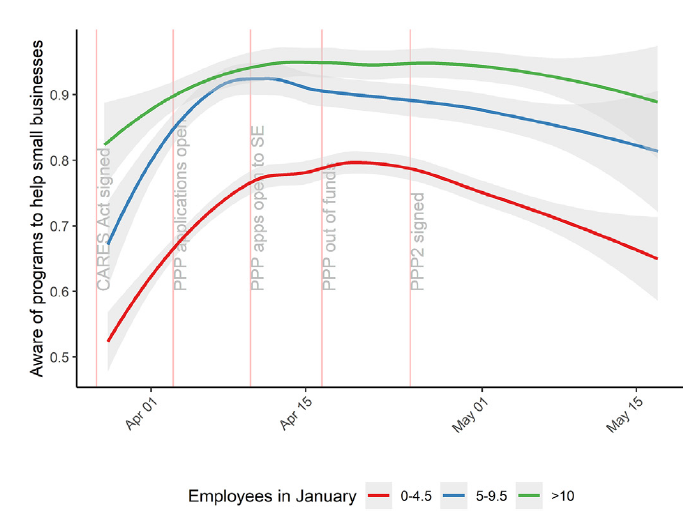 Aware of programs to help small businesses
0.9
0.8
0.7
0.6
0.5
CARES Act signed
PPP applications open
PPP apps open to SE
PPP out of funds
PPP2 signed
Apr 01
Apr 15
May 01
May 15
Employees in January
0-4.5
5-9.5
>10